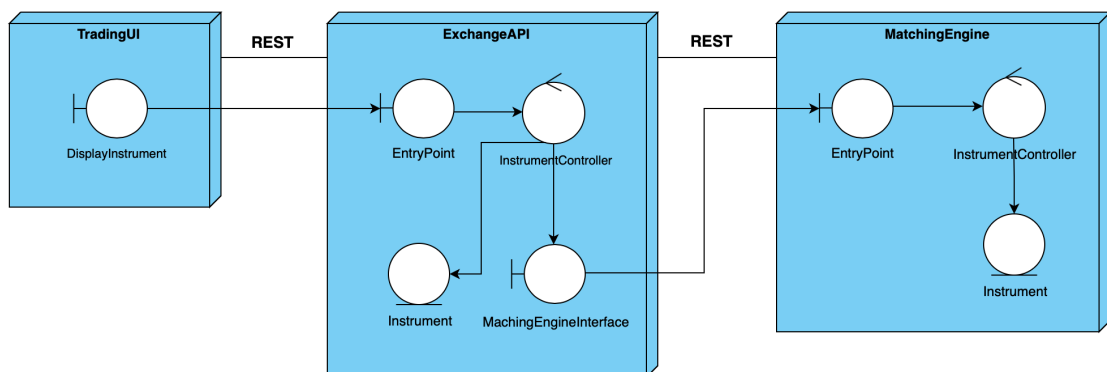 TradingUI
REST
ExchangeAPI
REST
MatchingEngine
DisplayInstrument
EntryPoint
InstrumentController
EntryPoint
InstrumentController
Instrument
MachingEngineInterface
Instrument